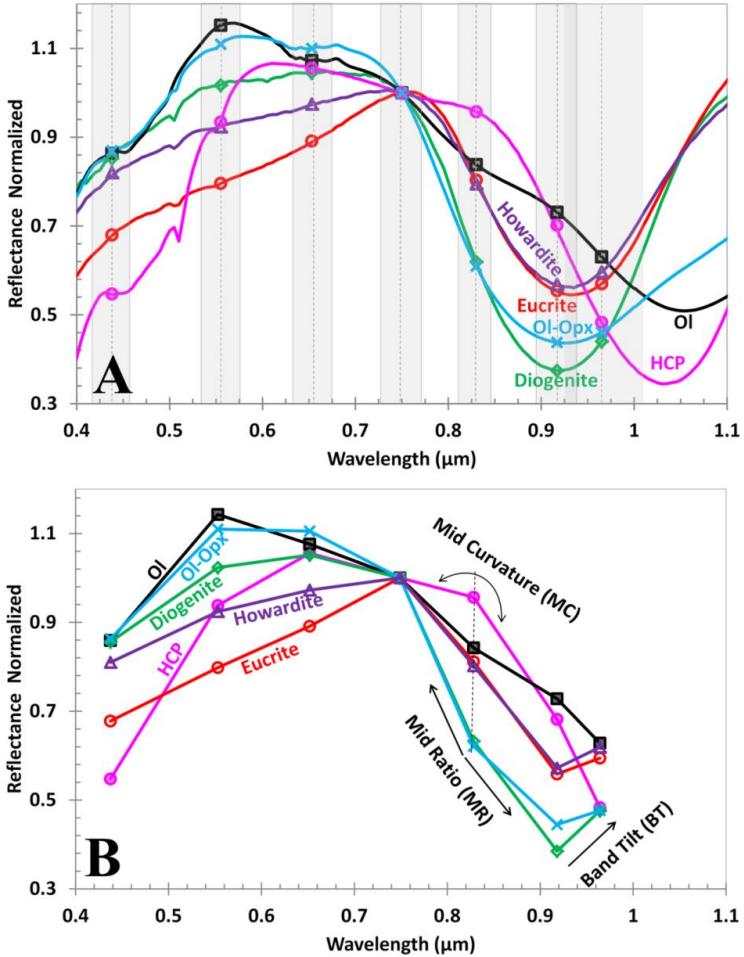 Reflectance Normalized
1.1
0.9
0.7
0.5
0.3
A
Howardite
Eucrite
Ol-Opx
Diogenite
Ol
HCP
0.4 0.5 0.6 0.7 0.8 0.9 1 1.1
Wavelength (µm)
Reflectance Normalized
1.1
0.9
0.7
0.5
0.3
B
Ol
Ol-Opx
Diogenite
Howardite
HCP
Eucrite
Mid Curvature (MC)
Mid Ratio (MR)
Band Tilt (BT)
0.4 0.5 0.6 0.7 0.8 0.9 1 1.1
Wavelength (µm)